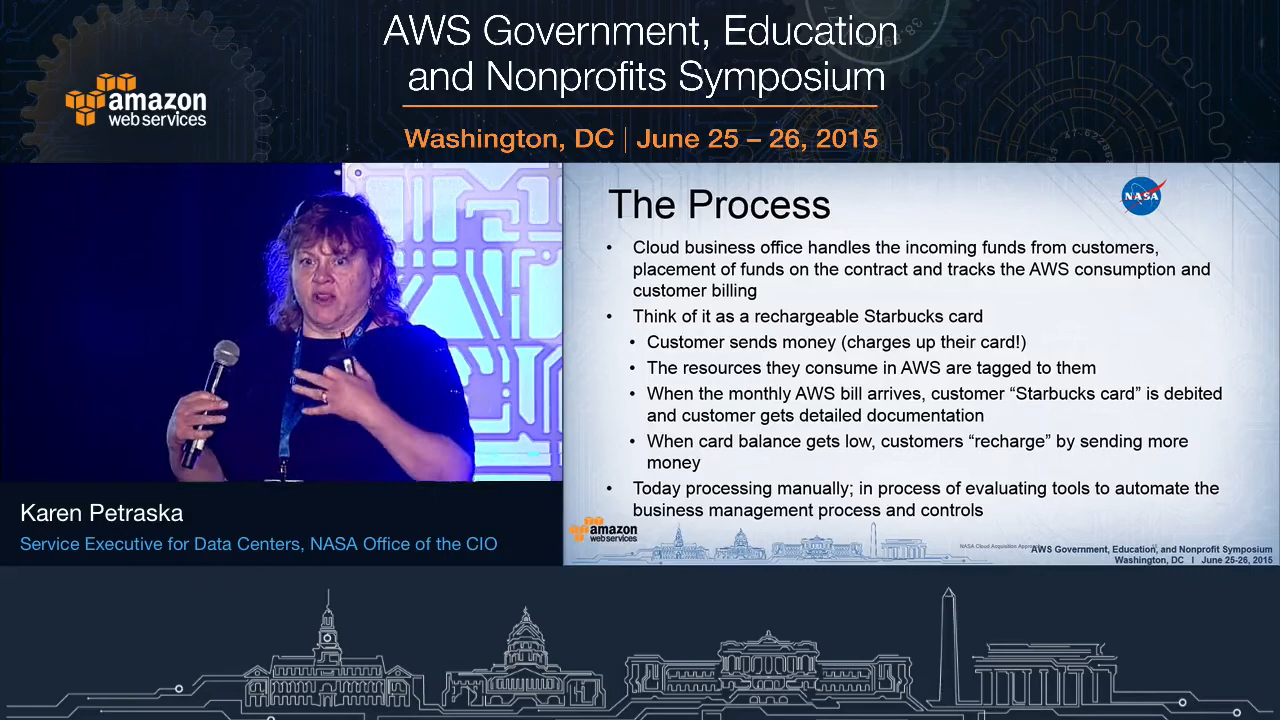 AWS Government, Education
and Nonprofits Symposium
amazon
web services
Washington, DC | June 25 – 26, 2015
The Process
NASA
• Cloud business office handles the incoming funds from customers,
placement of funds on the contract and tracks the AWS consumption and
customer billing
• Think of it as a rechargeable Starbucks card
• Customer sends money (charges up their card!)
• The resources they consume in AWS are tagged to them
• When the monthly AWS bill arrives, customer “Starbucks card” is debited
and customer gets detailed documentation
• When card balance gets low, customers “recharge” by sending more
money
• Today processing manually; in process of evaluating tools to automate the
business management process and controls
Karen Petraska
Service Executive for Data Centers, NASA Office of the CIO
amazon
web services
NASA Cloud Acquisition
AWS Government, Education, and Nonprofit Symposium
Washington, DC | June 25-26, 2015